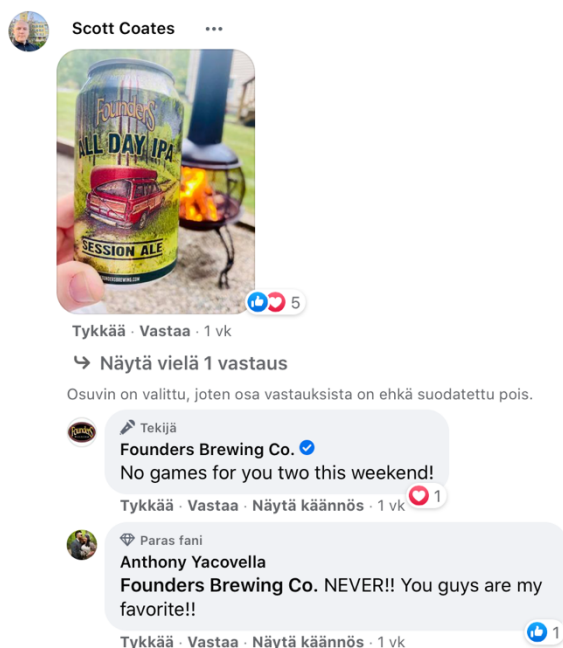 Scott Coates ...
Founders
ALL DAY IPA
SESSION ALE
5
Tykkää · Vastaa · 1 vk
Näytä vielä 1 vastaus
Osuvin on valittu, joten osa vastauksista on ehkä suodatettu pois.
Founders
Tekijä
Founders Brewing Co.
No games for you two this weekend!
1
Tykkää · Vastaa · Näytä käännös · 1 vk
Paras fani
Anthony Yacovella
Founders Brewing Co. NEVER!! You guys are my
favorite!!
1
Tykkää · Vastaa · Näytä käännös · 1 vk